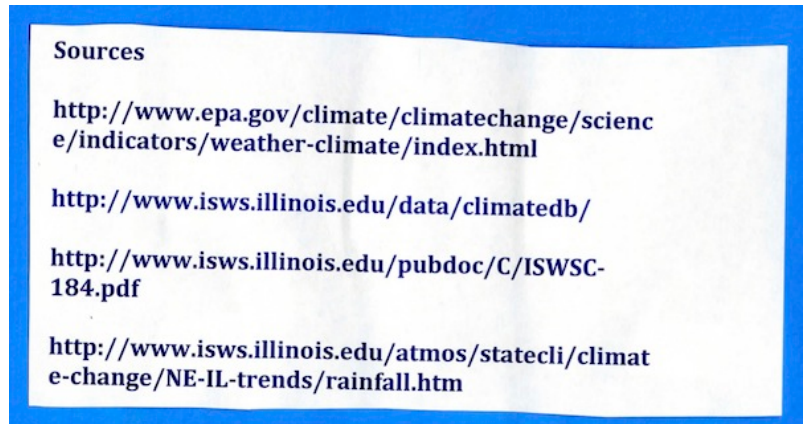 Sources
http://www.epa.gov/climate/climatechange/scienc
e/indicators/weather-climate/index.html
http://www.isws.illinois.edu/data/climatedb/
http://www.isws.illinois.edu/pubdoc/C/ISWSC-
184.pdf
http://www.isws.illinois.edu/atmos/statecli/climat
e-change/NE-IL-trends/rainfall.htm